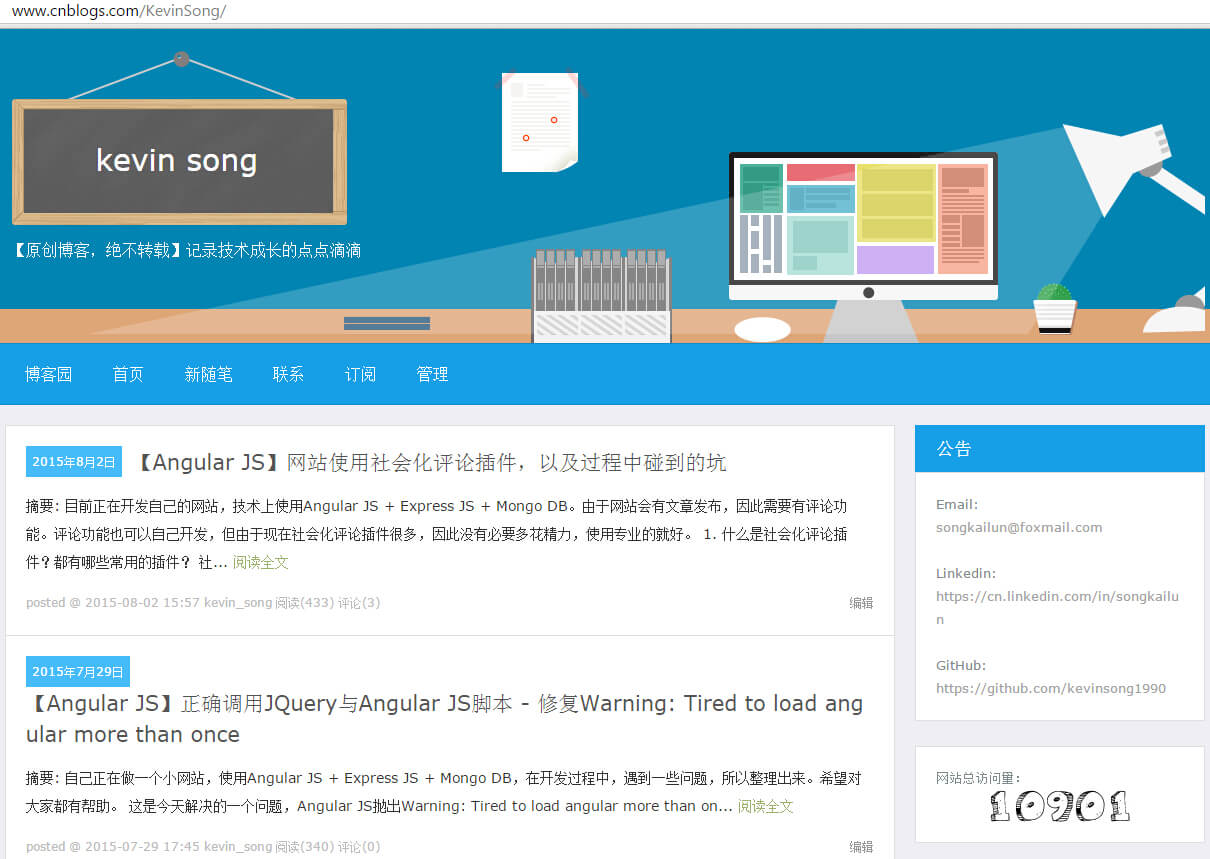 www.cnblogs.com/KevinSong/
kevin song
【原创博客，绝不转载】记录技术成长的点点滴滴
博客园 首页 新随笔 联系 订阅 管理
2015年8月2日 【Angular JS】网站使用社会化评论插件，以及过程中碰到的坑
摘要: 目前正在开发自己的网站，技术上使用Angular JS + Express JS + Mongo DB。由于网站会有文章发布，因此需要有评论功
能。评论功能也可以自己开发，但由于现在社会化评论插件很多，因此没有必要多花精力，使用专业的就好。 1. 什么是社会化评论插
件？都有哪些常用的插件？ 社... 阅读全文
posted @ 2015-08-02 15:57 kevin_song 阅读(433) 评论(3) 编辑
2015年7月29日
【Angular JS】正确调用JQuery与Angular JS脚本 - 修复Warning: Tired to load ang
ular more than once
摘要: 自己正在做一个小网站，使用Angular JS + Express JS + Mongo DB，在开发过程中，遇到一些问题，所以整理出来。希望对
大家都有帮助。 这是今天解决的一个问题，Angular JS抛出Warning: Tired to load angular more than on... 阅读全文
posted @ 2015-07-29 17:45 kevin_song 阅读(340) 评论(0) 编辑
公告
Email:
songkailun@foxmail.com
Linkedin:
https://cn.linkedin.com/in/songkailu
n
GitHub:
https://github.com/kevinsong1990
网站总访问量：
10901